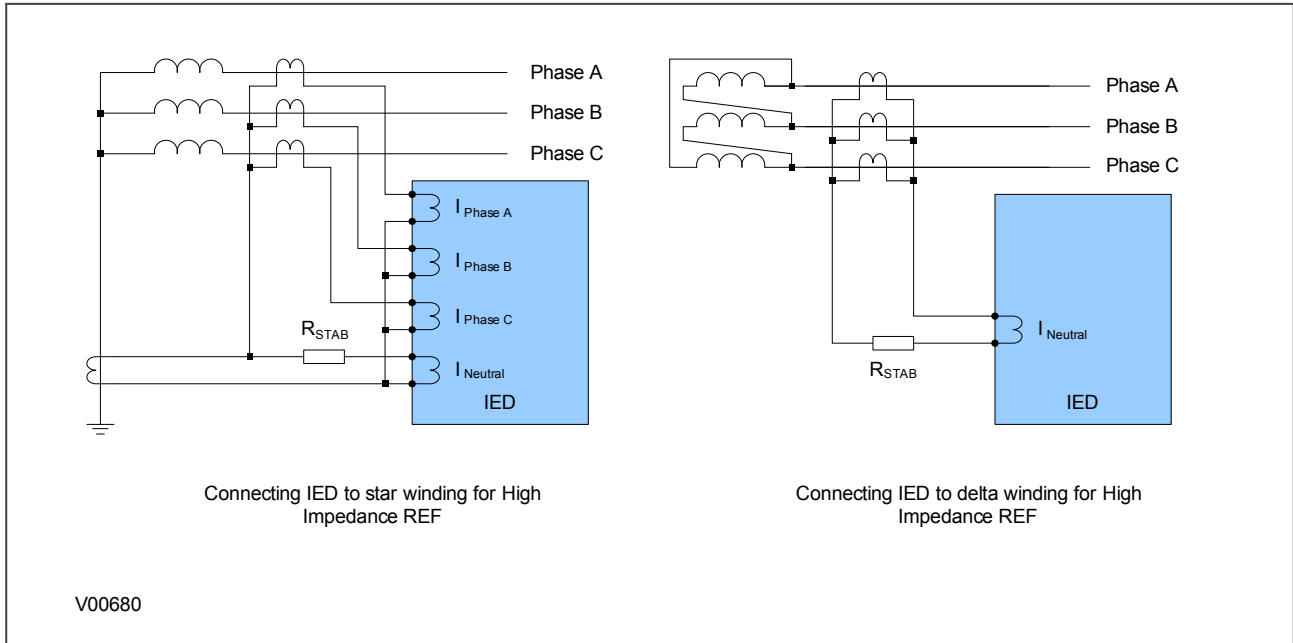 Phase A
Phase B
Phase C
I Phase A
I Phase B
I Phase C
RSTAB
I Neutral
IED
Connecting IED to star winding for High
Impedance REF
Phase A
Phase B
Phase C
I Neutral
RSTAB
IED
Connecting IED to delta winding for High
Impedance REF
V00680